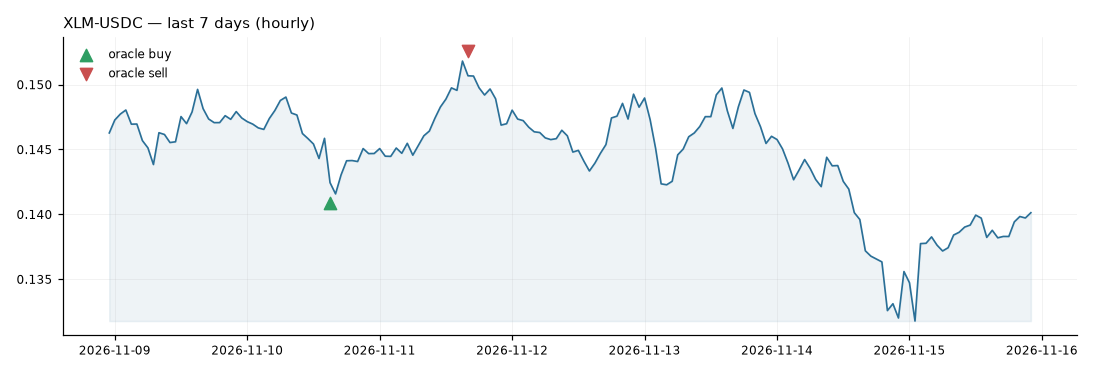 XLM-USDC — last 7 days (hourly)
oracle buy
oracle sell
0.150
0.145
0.140
0.135
2026-11-09 2026-11-10 2026-11-11 2026-11-12 2026-11-13 2026-11-14 2026-11-15 2026-11-16